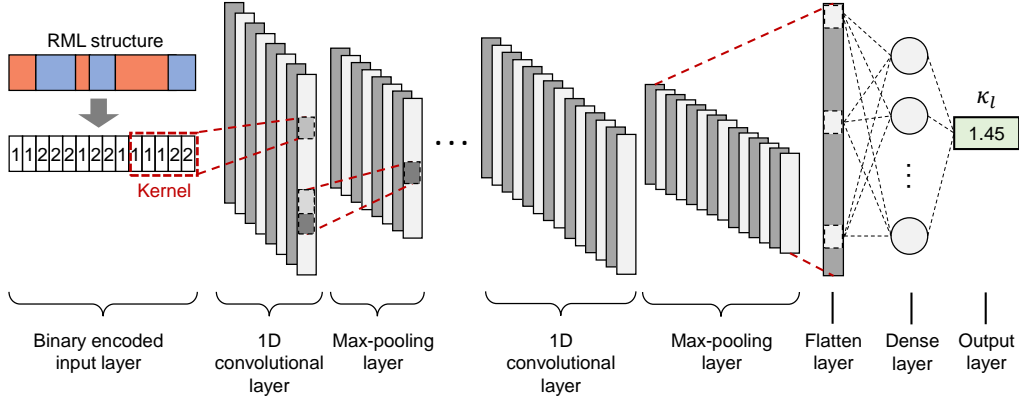 RML structure
1 1 2 2 2 1 2 2 1 1 1 1 2 2
Kernel
...
⋮
κl
1.45
Binary encoded
input layer
1D
convolutional
layer
Max-pooling
layer
1D
convolutional
layer
Max-pooling
layer
Flatten
layer
Dense
layer
Output
layer